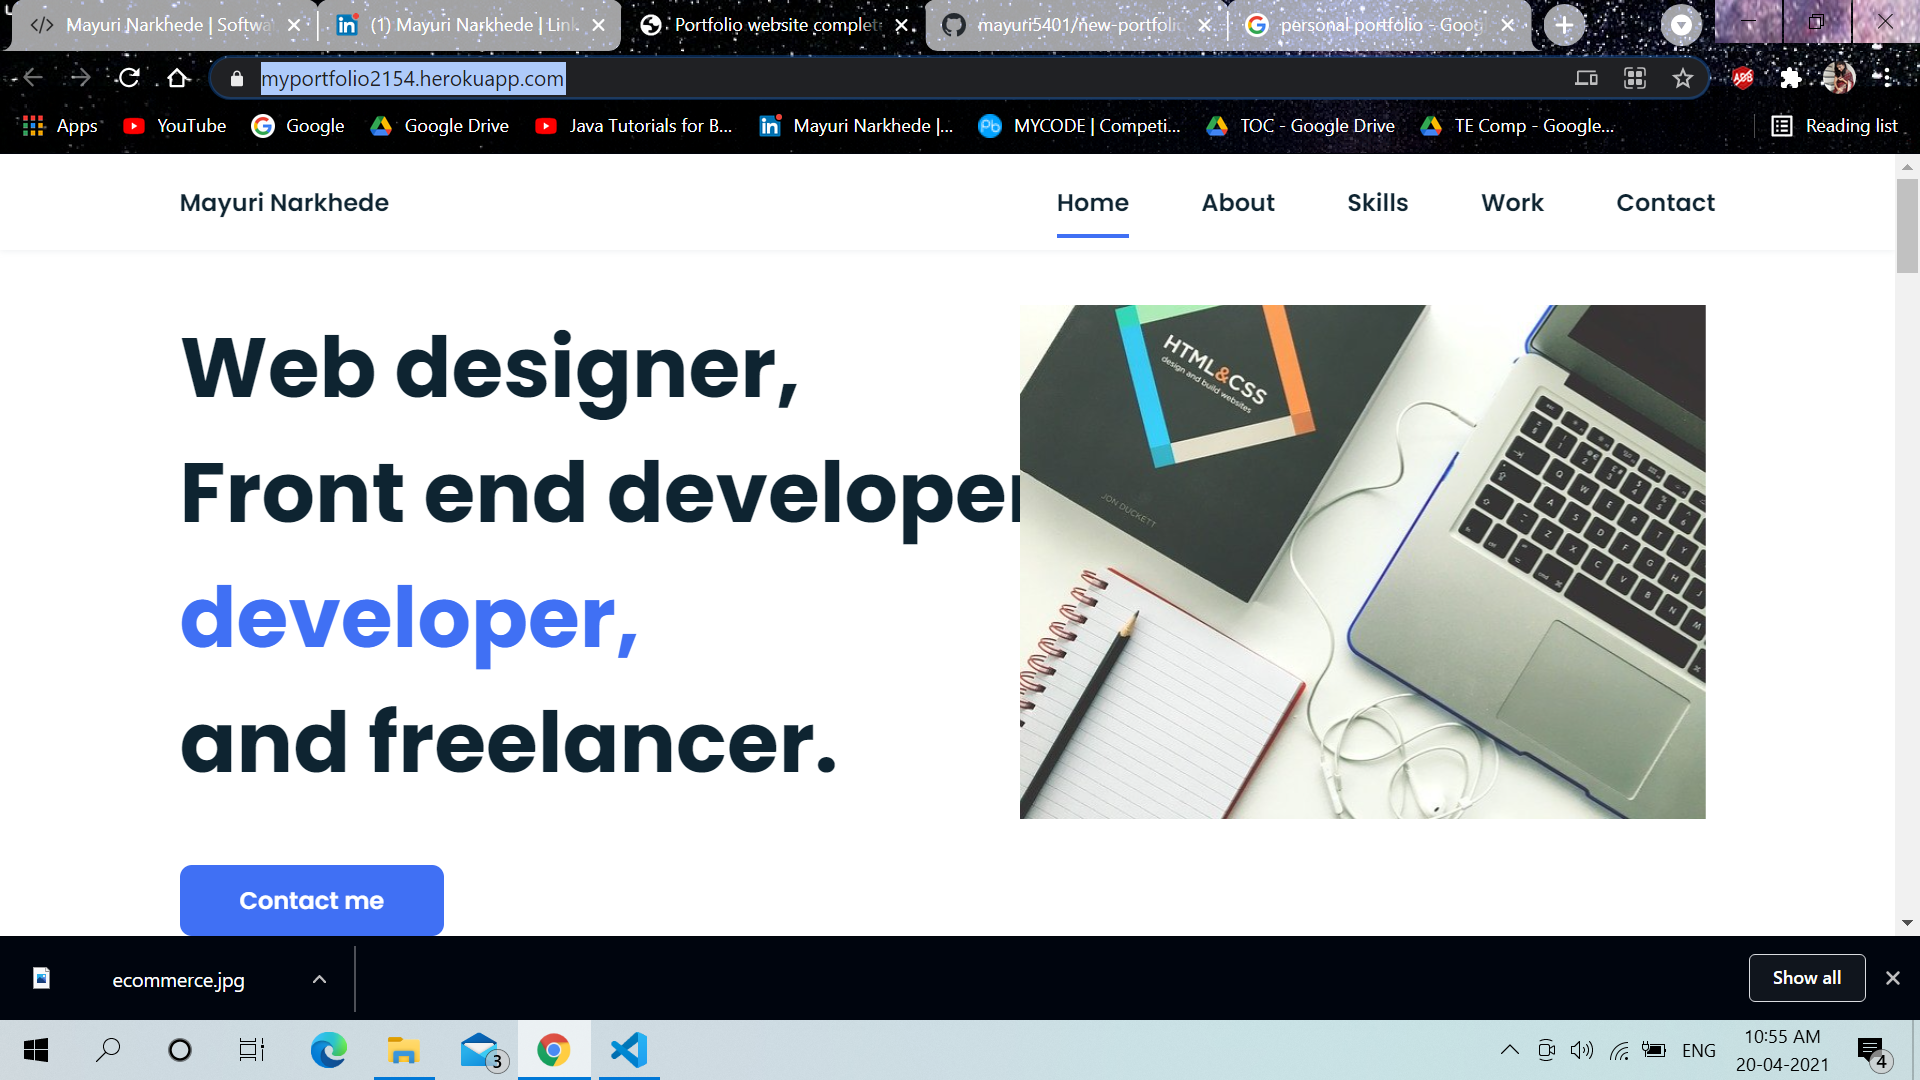 Mayuri Narkhede | Softwa
(1) Mayuri Narkhede | Link
Portfolio website complet
mayuri5401/new-portfolio
personal portfolio - Goog
myportfolio2154.herokuapp.com
ABP
Apps
YouTube
Google
Google Drive
Java Tutorials for B...
Mayuri Narkhede |...
MYCODE | Competi...
TOC - Google Drive
TE Comp - Google...
Reading list
Mayuri Narkhede
Home
About
Skills
Work
Contact
Web designer,
Front end developer
developer,
and freelancer.
HTML&CSS
design and build websites
JON DUCKETT
Contact me
ecommerce.jpg
Show all
3
ENG
10:55 AM
20-04-2021
4